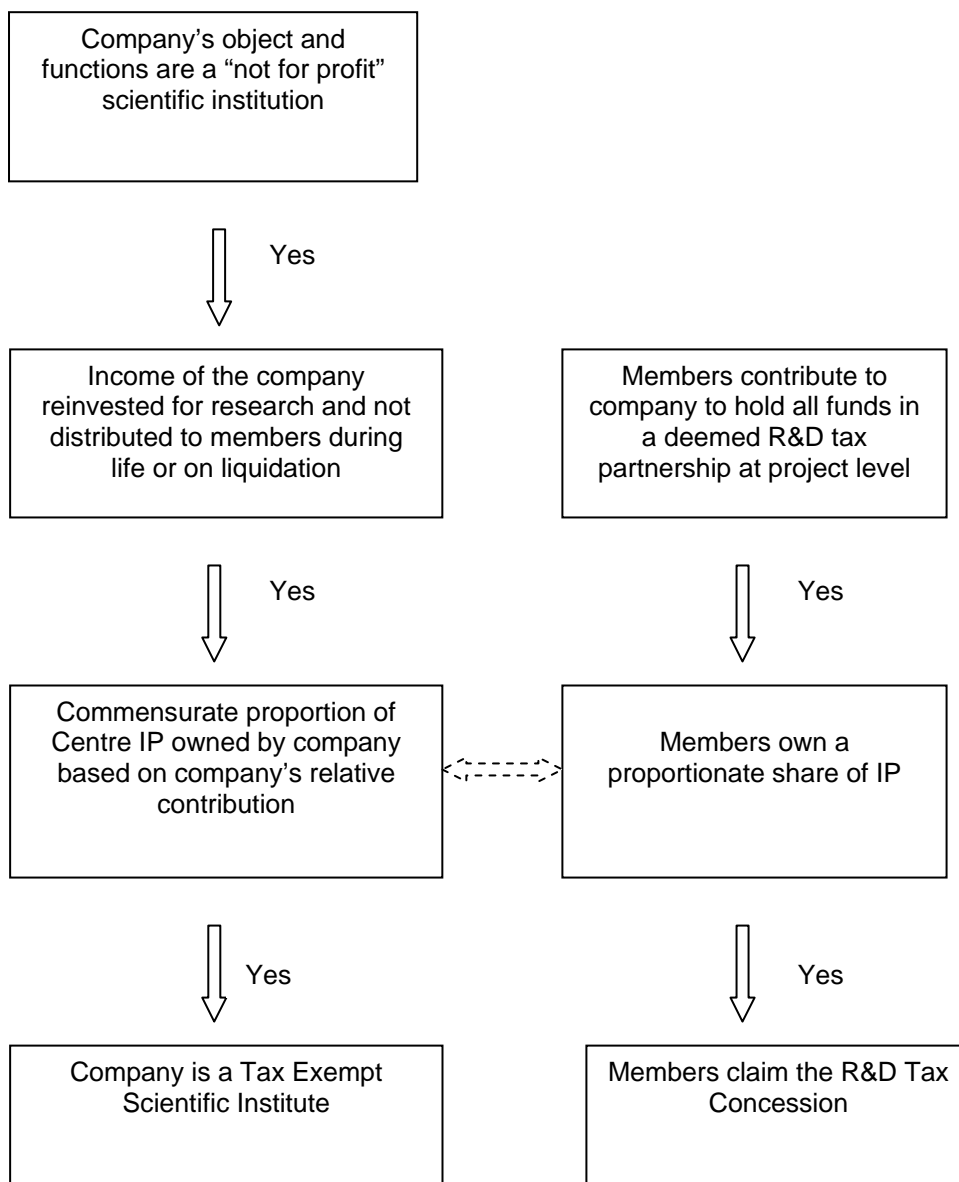 Company’s object and
functions are a “not for profit”
scientific institution
Yes
Income of the company
reinvested for research and not
distributed to members during
life or on liquidation
Members contribute to
company to hold all funds in
a deemed R&D tax
partnership at project level
Yes
Yes
Commensurate proportion of
Centre IP owned by company
based on company’s relative
contribution
Members own a
proportionate share of IP
Yes
Yes
Company is a Tax Exempt
Scientific Institute
Members claim the R&D Tax
Concession